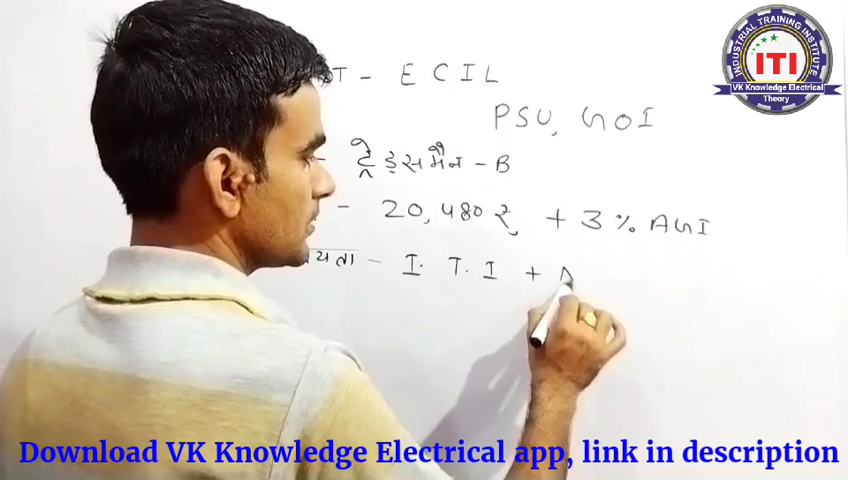 T - ECIL
PSU, GOI
- ट्रेड्समैन - B
- 20,480 ₹ + 3% AGI
यता - I. T. I +
INDUSTRIAL TRAINING INSTITUTE
ITI
VK Knowledge Electrical
Theory
Download VK Knowledge Electrical app, link in description